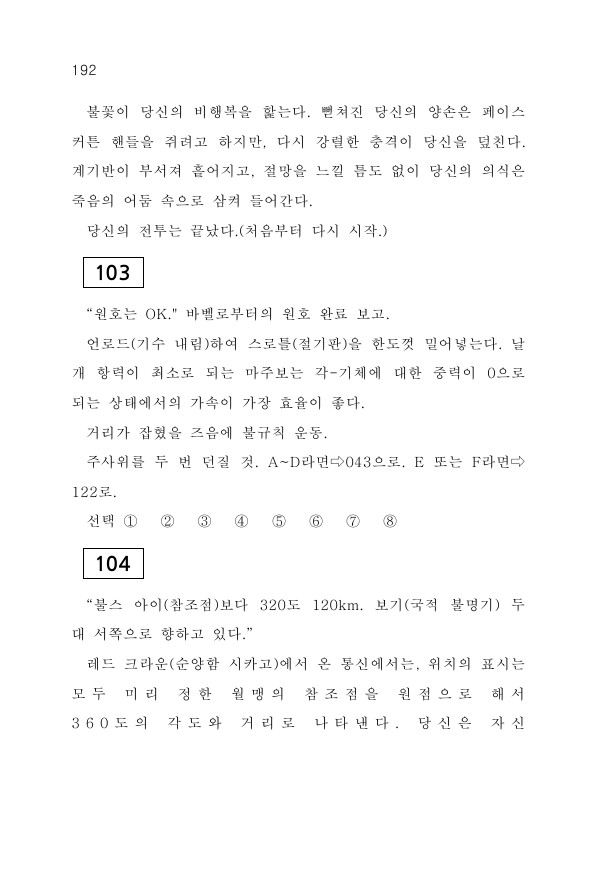 192
불꽃이 당신의 비행복을 핥는다. 뻗쳐진 당신의 양손은 페이스
커튼 핸들을 쥐려고 하지만, 다시 강렬한 충격이 당신을 덮친다.
계기반이 부서져 흩어지고, 절망을 느낄 틈도 없이 당신의 의식은
죽음의 어둠 속으로 삼켜 들어간다.
당신의 전투는 끝났다.(처음부터 다시 시작.)
103
“원호는 OK." 바벨로부터의 원호 완료 보고.
언로드(기수 내림)하여 스로틀(절기판)을 한도껏 밀어넣는다. 날
개 항력이 최소로 되는 마주보는 각-기체에 대한 중력이 0으로
되는 상태에서의 가속이 가장 효율이 좋다.
거리가 잡혔을 즈음에 불규칙 운동.
주사위를 두 번 던질 것. A~D라면⇨043으로. E 또는 F라면⇨
122로.
선택 ① ② ③ ④ ⑤ ⑥ ⑦ ⑧
104
“불스 아이(참조점)보다 320도 120km. 보기(국적 불명기) 두
대 서쪽으로 향하고 있다.”
레드 크라운(순양함 시카고)에서 온 통신에서는, 위치의 표시는
모두 미리 정한 월맹의 참조점을 원점으로 해서
360도의 각도와 거리로 나타낸다. 당신은 자신